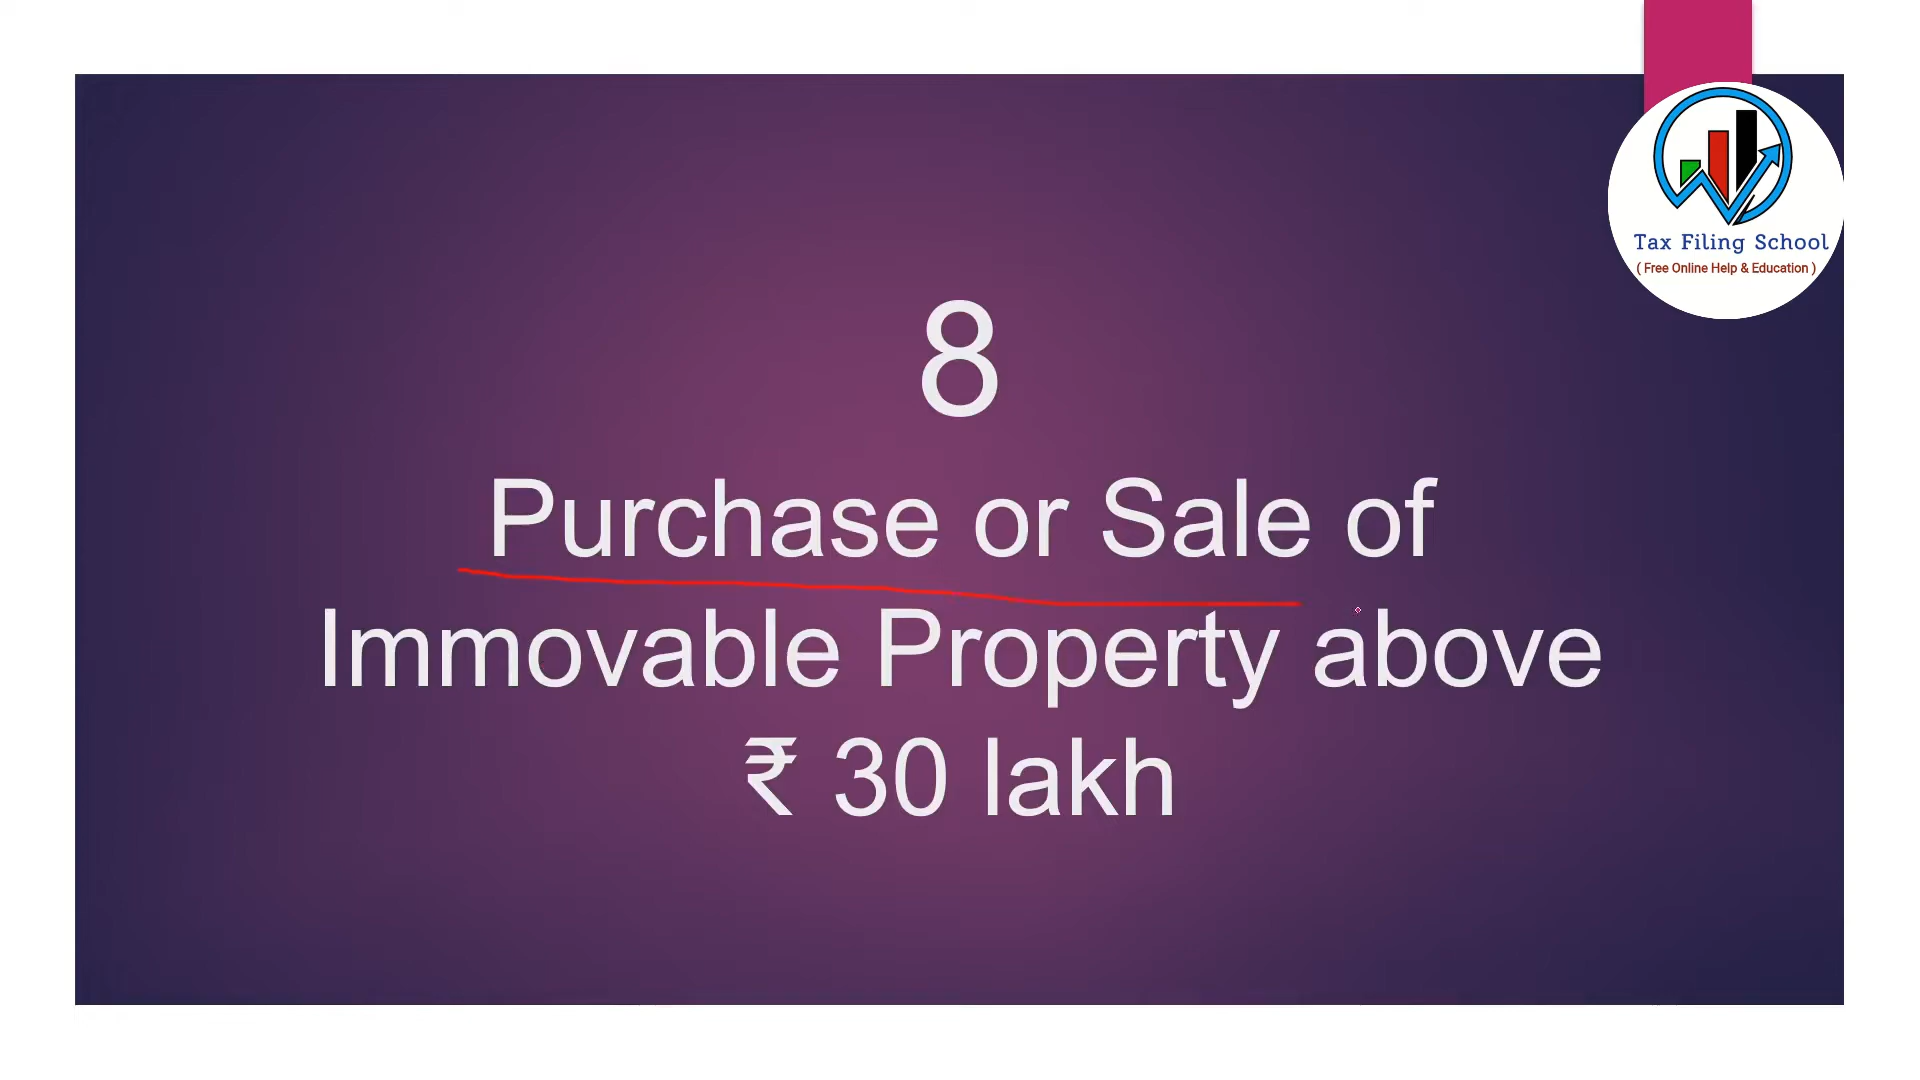 Tax Filing School
( Free Online Help & Education )
8
Purchase or Sale of
Immovable Property above
₹ 30 lakh